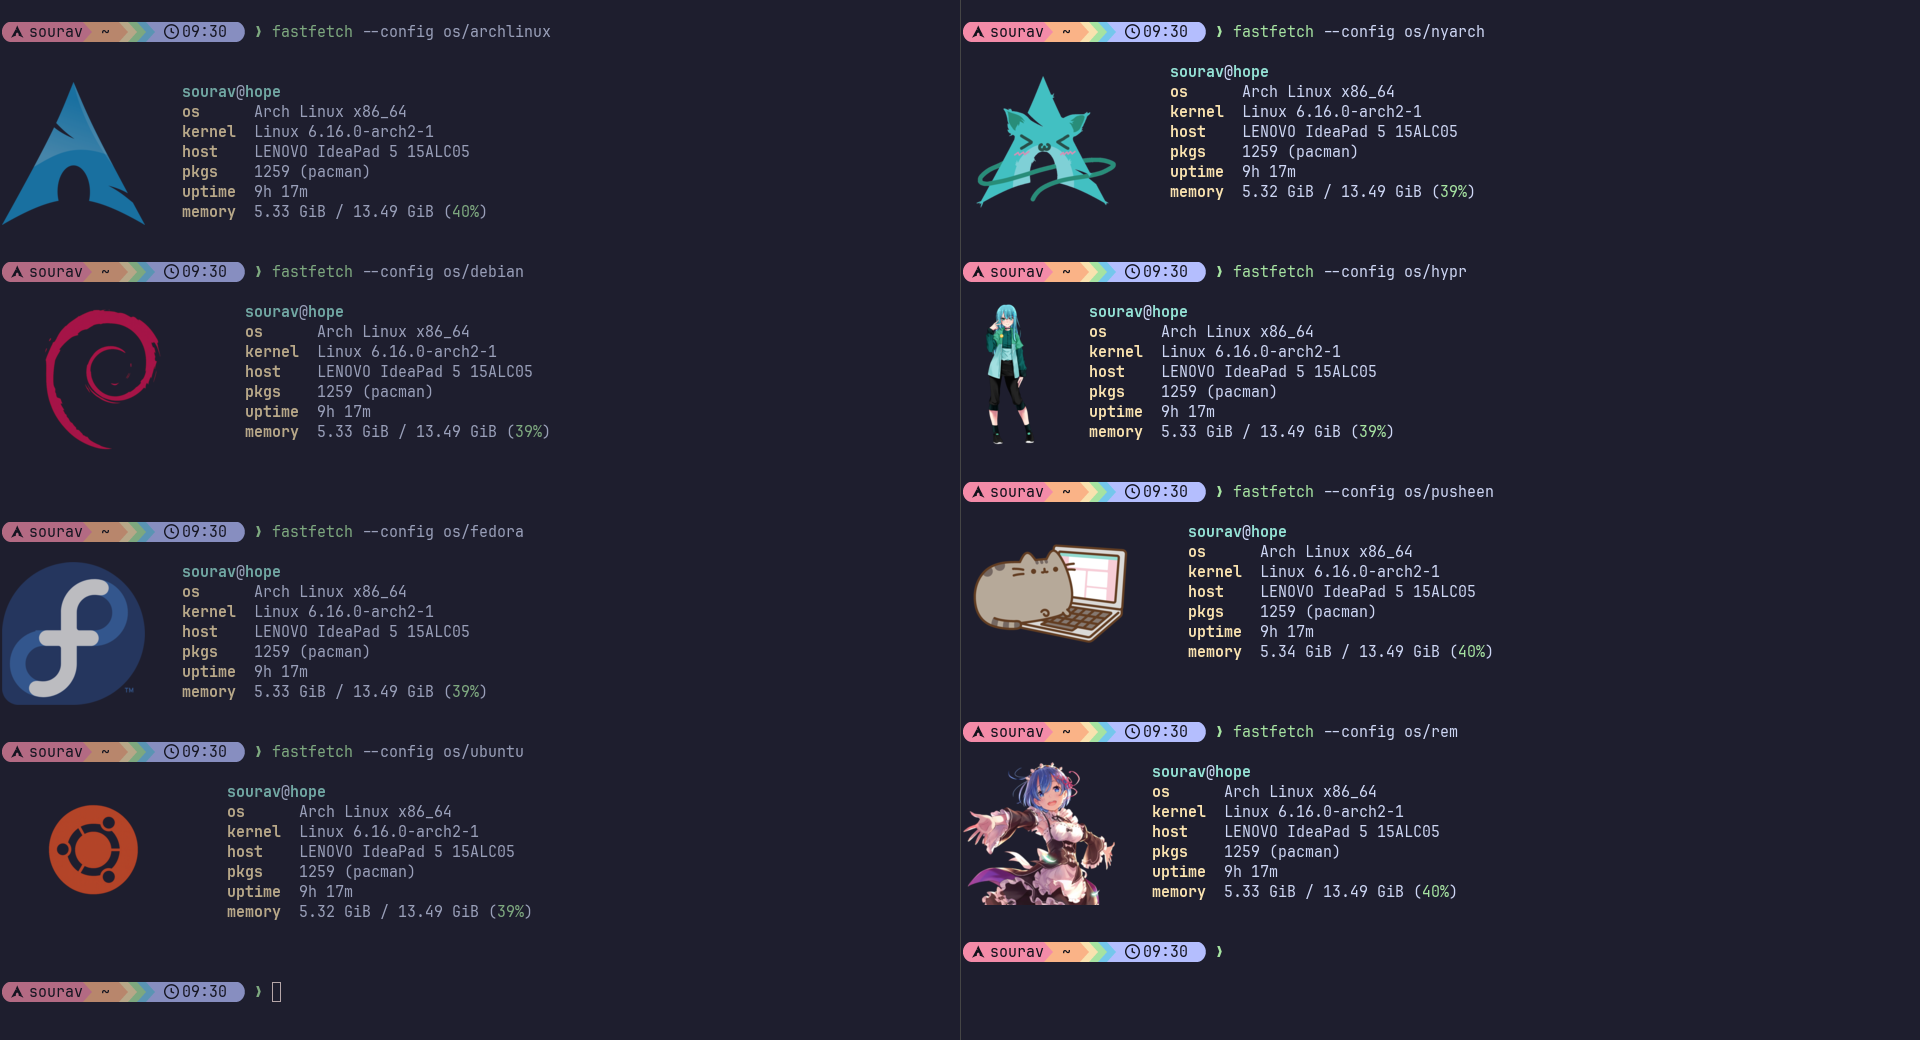 sourav ~ 09:30 ❯ fastfetch --config os/archlinux
sourav@hope
os Arch Linux x86_64
kernel Linux 6.16.0-arch2-1
host LENOVO IdeaPad 5 15ALC05
pkgs 1259 (pacman)
uptime 9h 17m
memory 5.33 GiB / 13.49 GiB (40%)
sourav ~ 09:30 ❯ fastfetch --config os/debian
sourav@hope
os Arch Linux x86_64
kernel Linux 6.16.0-arch2-1
host LENOVO IdeaPad 5 15ALC05
pkgs 1259 (pacman)
uptime 9h 17m
memory 5.33 GiB / 13.49 GiB (39%)
sourav ~ 09:30 ❯ fastfetch --config os/fedora
sourav@hope
os Arch Linux x86_64
kernel Linux 6.16.0-arch2-1
host LENOVO IdeaPad 5 15ALC05
pkgs 1259 (pacman)
uptime 9h 17m
memory 5.33 GiB / 13.49 GiB (39%)
TM
sourav ~ 09:30 ❯ fastfetch --config os/ubuntu
sourav@hope
os Arch Linux x86_64
kernel Linux 6.16.0-arch2-1
host LENOVO IdeaPad 5 15ALC05
pkgs 1259 (pacman)
uptime 9h 17m
memory 5.32 GiB / 13.49 GiB (39%)
sourav ~ 09:30 ❯
sourav ~ 09:30 ❯ fastfetch --config os/nyarch
sourav@hope
os Arch Linux x86_64
kernel Linux 6.16.0-arch2-1
host LENOVO IdeaPad 5 15ALC05
pkgs 1259 (pacman)
uptime 9h 17m
memory 5.32 GiB / 13.49 GiB (39%)
sourav ~ 09:30 ❯ fastfetch --config os/hypr
sourav@hope
os Arch Linux x86_64
kernel Linux 6.16.0-arch2-1
host LENOVO IdeaPad 5 15ALC05
pkgs 1259 (pacman)
uptime 9h 17m
memory 5.33 GiB / 13.49 GiB (39%)
sourav ~ 09:30 ❯ fastfetch --config os/pusheen
sourav@hope
os Arch Linux x86_64
kernel Linux 6.16.0-arch2-1
host LENOVO IdeaPad 5 15ALC05
pkgs 1259 (pacman)
uptime 9h 17m
memory 5.34 GiB / 13.49 GiB (40%)
sourav ~ 09:30 ❯ fastfetch --config os/rem
sourav@hope
os Arch Linux x86_64
kernel Linux 6.16.0-arch2-1
host LENOVO IdeaPad 5 15ALC05
pkgs 1259 (pacman)
uptime 9h 17m
memory 5.33 GiB / 13.49 GiB (40%)
sourav ~ 09:30 ❯